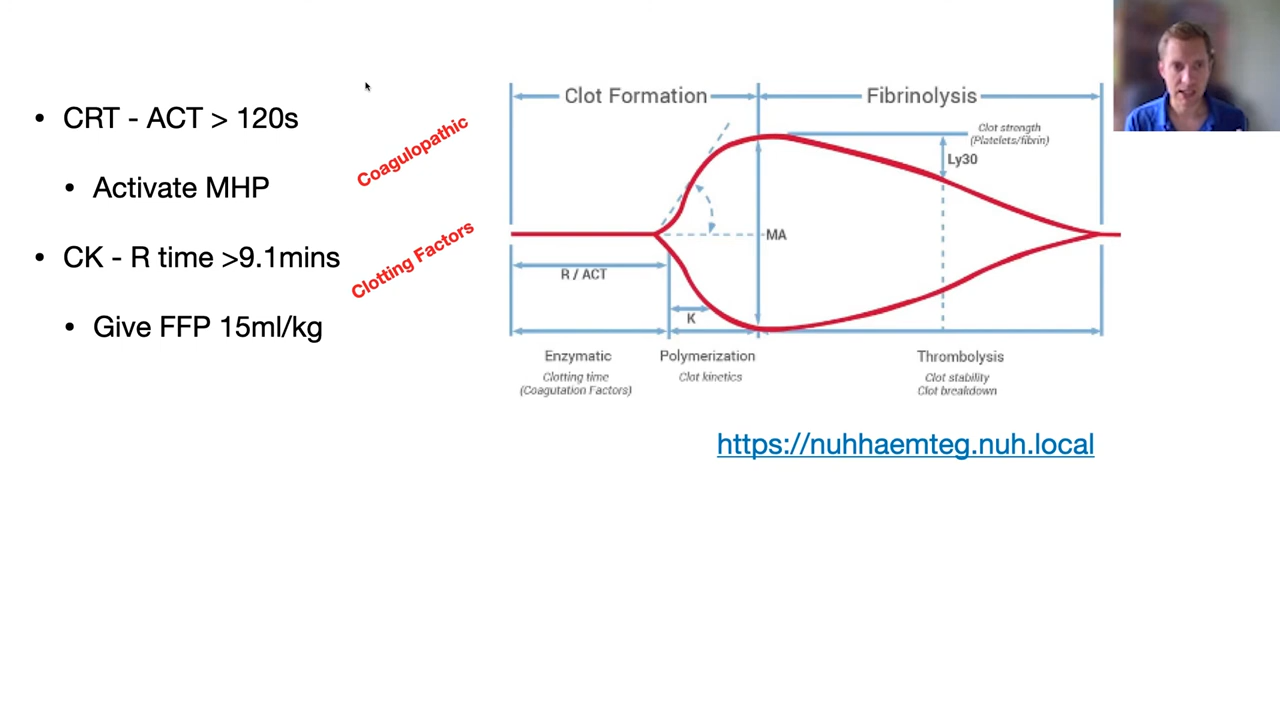 • CRT - ACT > 120s
Coagulopathic
• Activate MHP
• CK - R time >9.1mins
Clotting Factors
• Give FFP 15ml/kg
Clot Formation
Fibrinolysis
Clot strength
(Platelets/fibrin)
Ly30
MA
R / ACT
K
Enzymatic
Clotting time
(Coagutation Factors)
Polymerization
Clot kinetics
Thrombolysis
Clot stability
Clot breakdown
https://nuhhaemteg.nuh.local